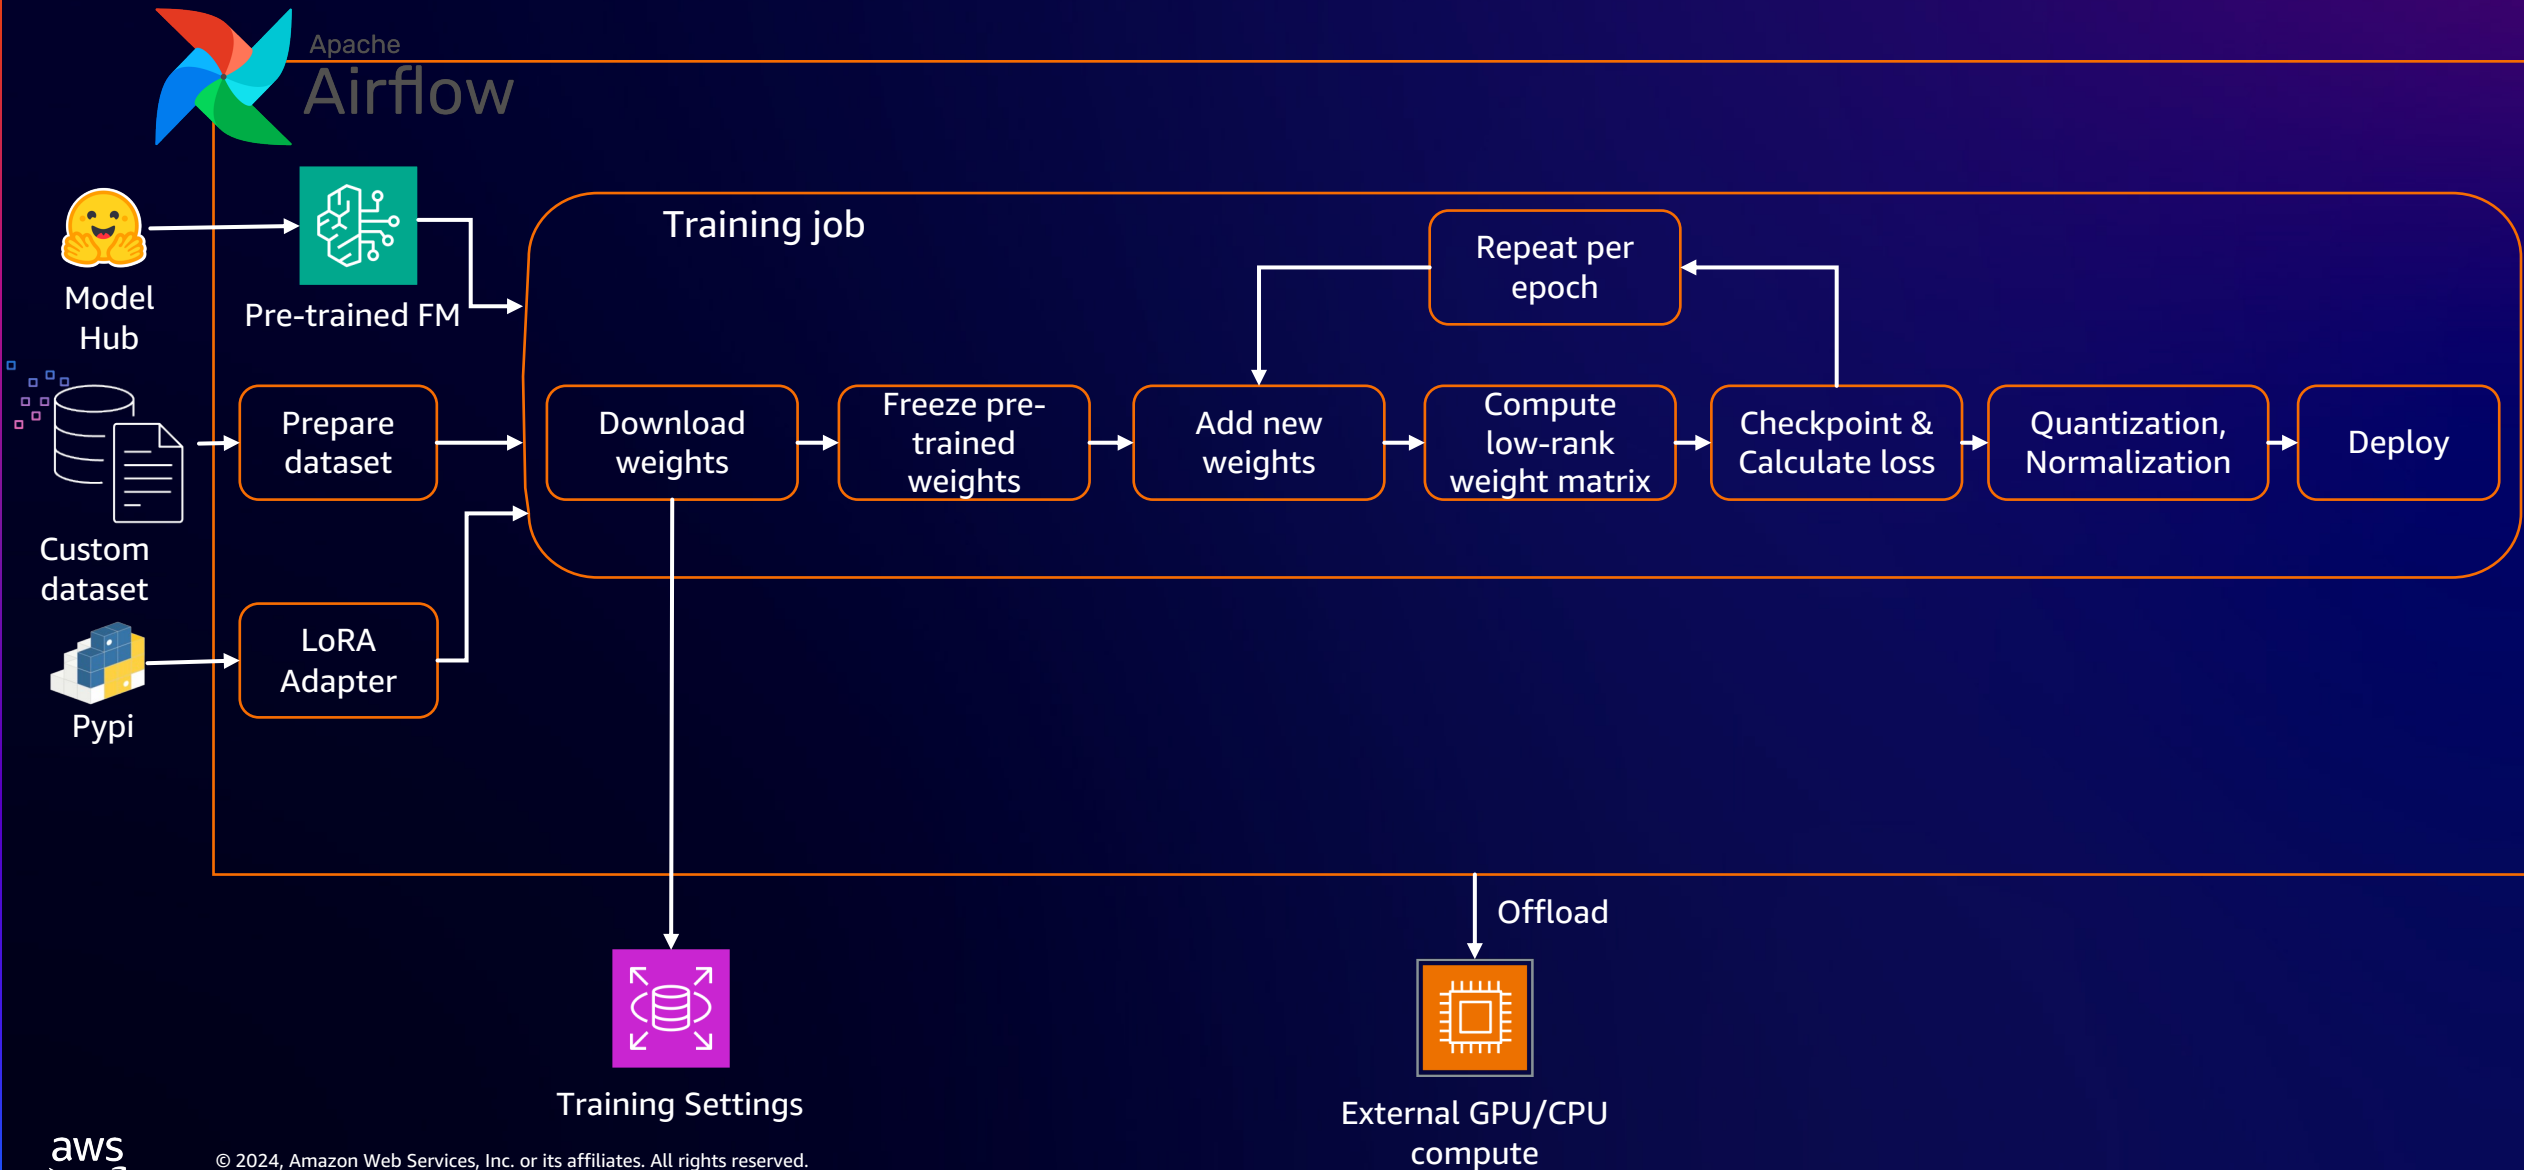 Apache
Airflow
Model
Hub
Pre-trained FM
Training job
Repeat per
epoch
Custom
dataset
Prepare
dataset
Download
weights
Freeze pre-
trained
weights
Add new
weights
Compute
low-rank
weight matrix
Checkpoint &
Calculate loss
Quantization,
Normalization
Deploy
LoRA
Adapter
Pypi
Offload
Training Settings
External GPU/CPU
compute
aws
© 2024, Amazon Web Services, Inc. or its affiliates. All rights reserved.